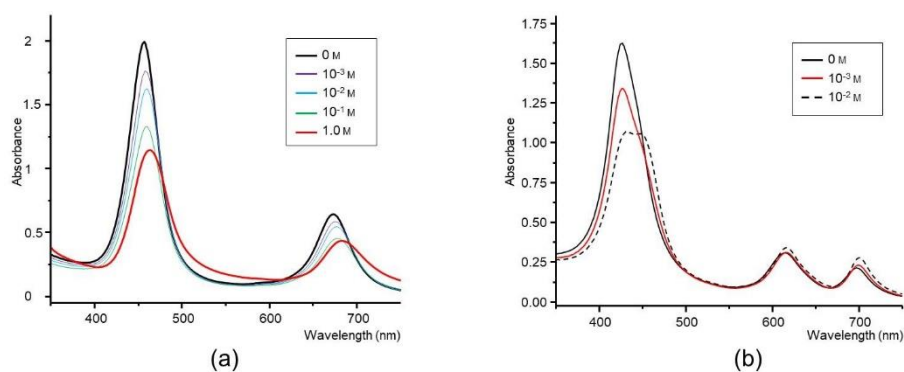 2
1.5
1
0.5
0
Absorbance
0 M
10⁻³ M
10⁻² M
10⁻¹ M
1.0 M
400
500
600
700
Wavelength (nm)
(a)
1.75
1.50
1.25
1.00
0.75
0.50
0.25
0.00
Absorbance
0 M
10⁻³ M
10⁻² M
400
500
600
700
Wavelength (nm)
(b)